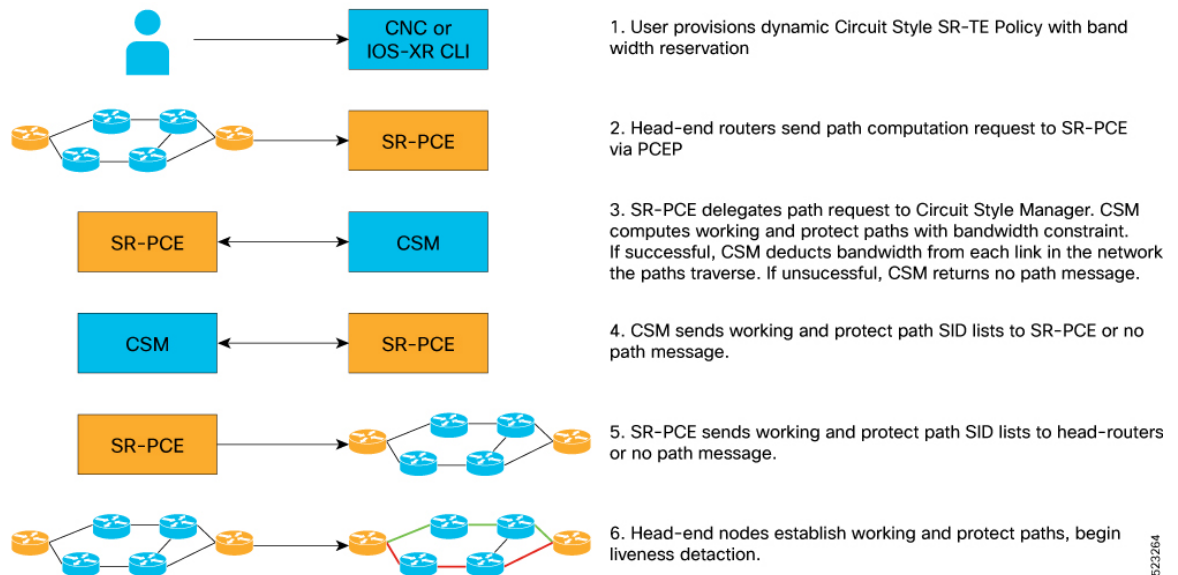 CNC or
IOS-XR CLI
1. User provisions dynamic Circuit Style SR-TE Policy with band
width reservation
SR-PCE
2. Head-end routers send path computation request to SR-PCE
via PCEP
SR-PCE
CSM
3. SR-PCE delegates path request to Circuit Style Manager. CSM
computes working and protect paths with bandwidth constraint.
If successful, CSM deducts bandwidth from each link in the network
the paths traverse. If unsucessful, CSM returns no path message.
CSM
SR-PCE
4. CSM sends working and protect path SID lists to SR-PCE or no
path message.
SR-PCE
5. SR-PCE sends working and protect path SID lists to head-routers
or no path message.
6. Head-end nodes establish working and protect paths, begin
liveness detaction.
523264